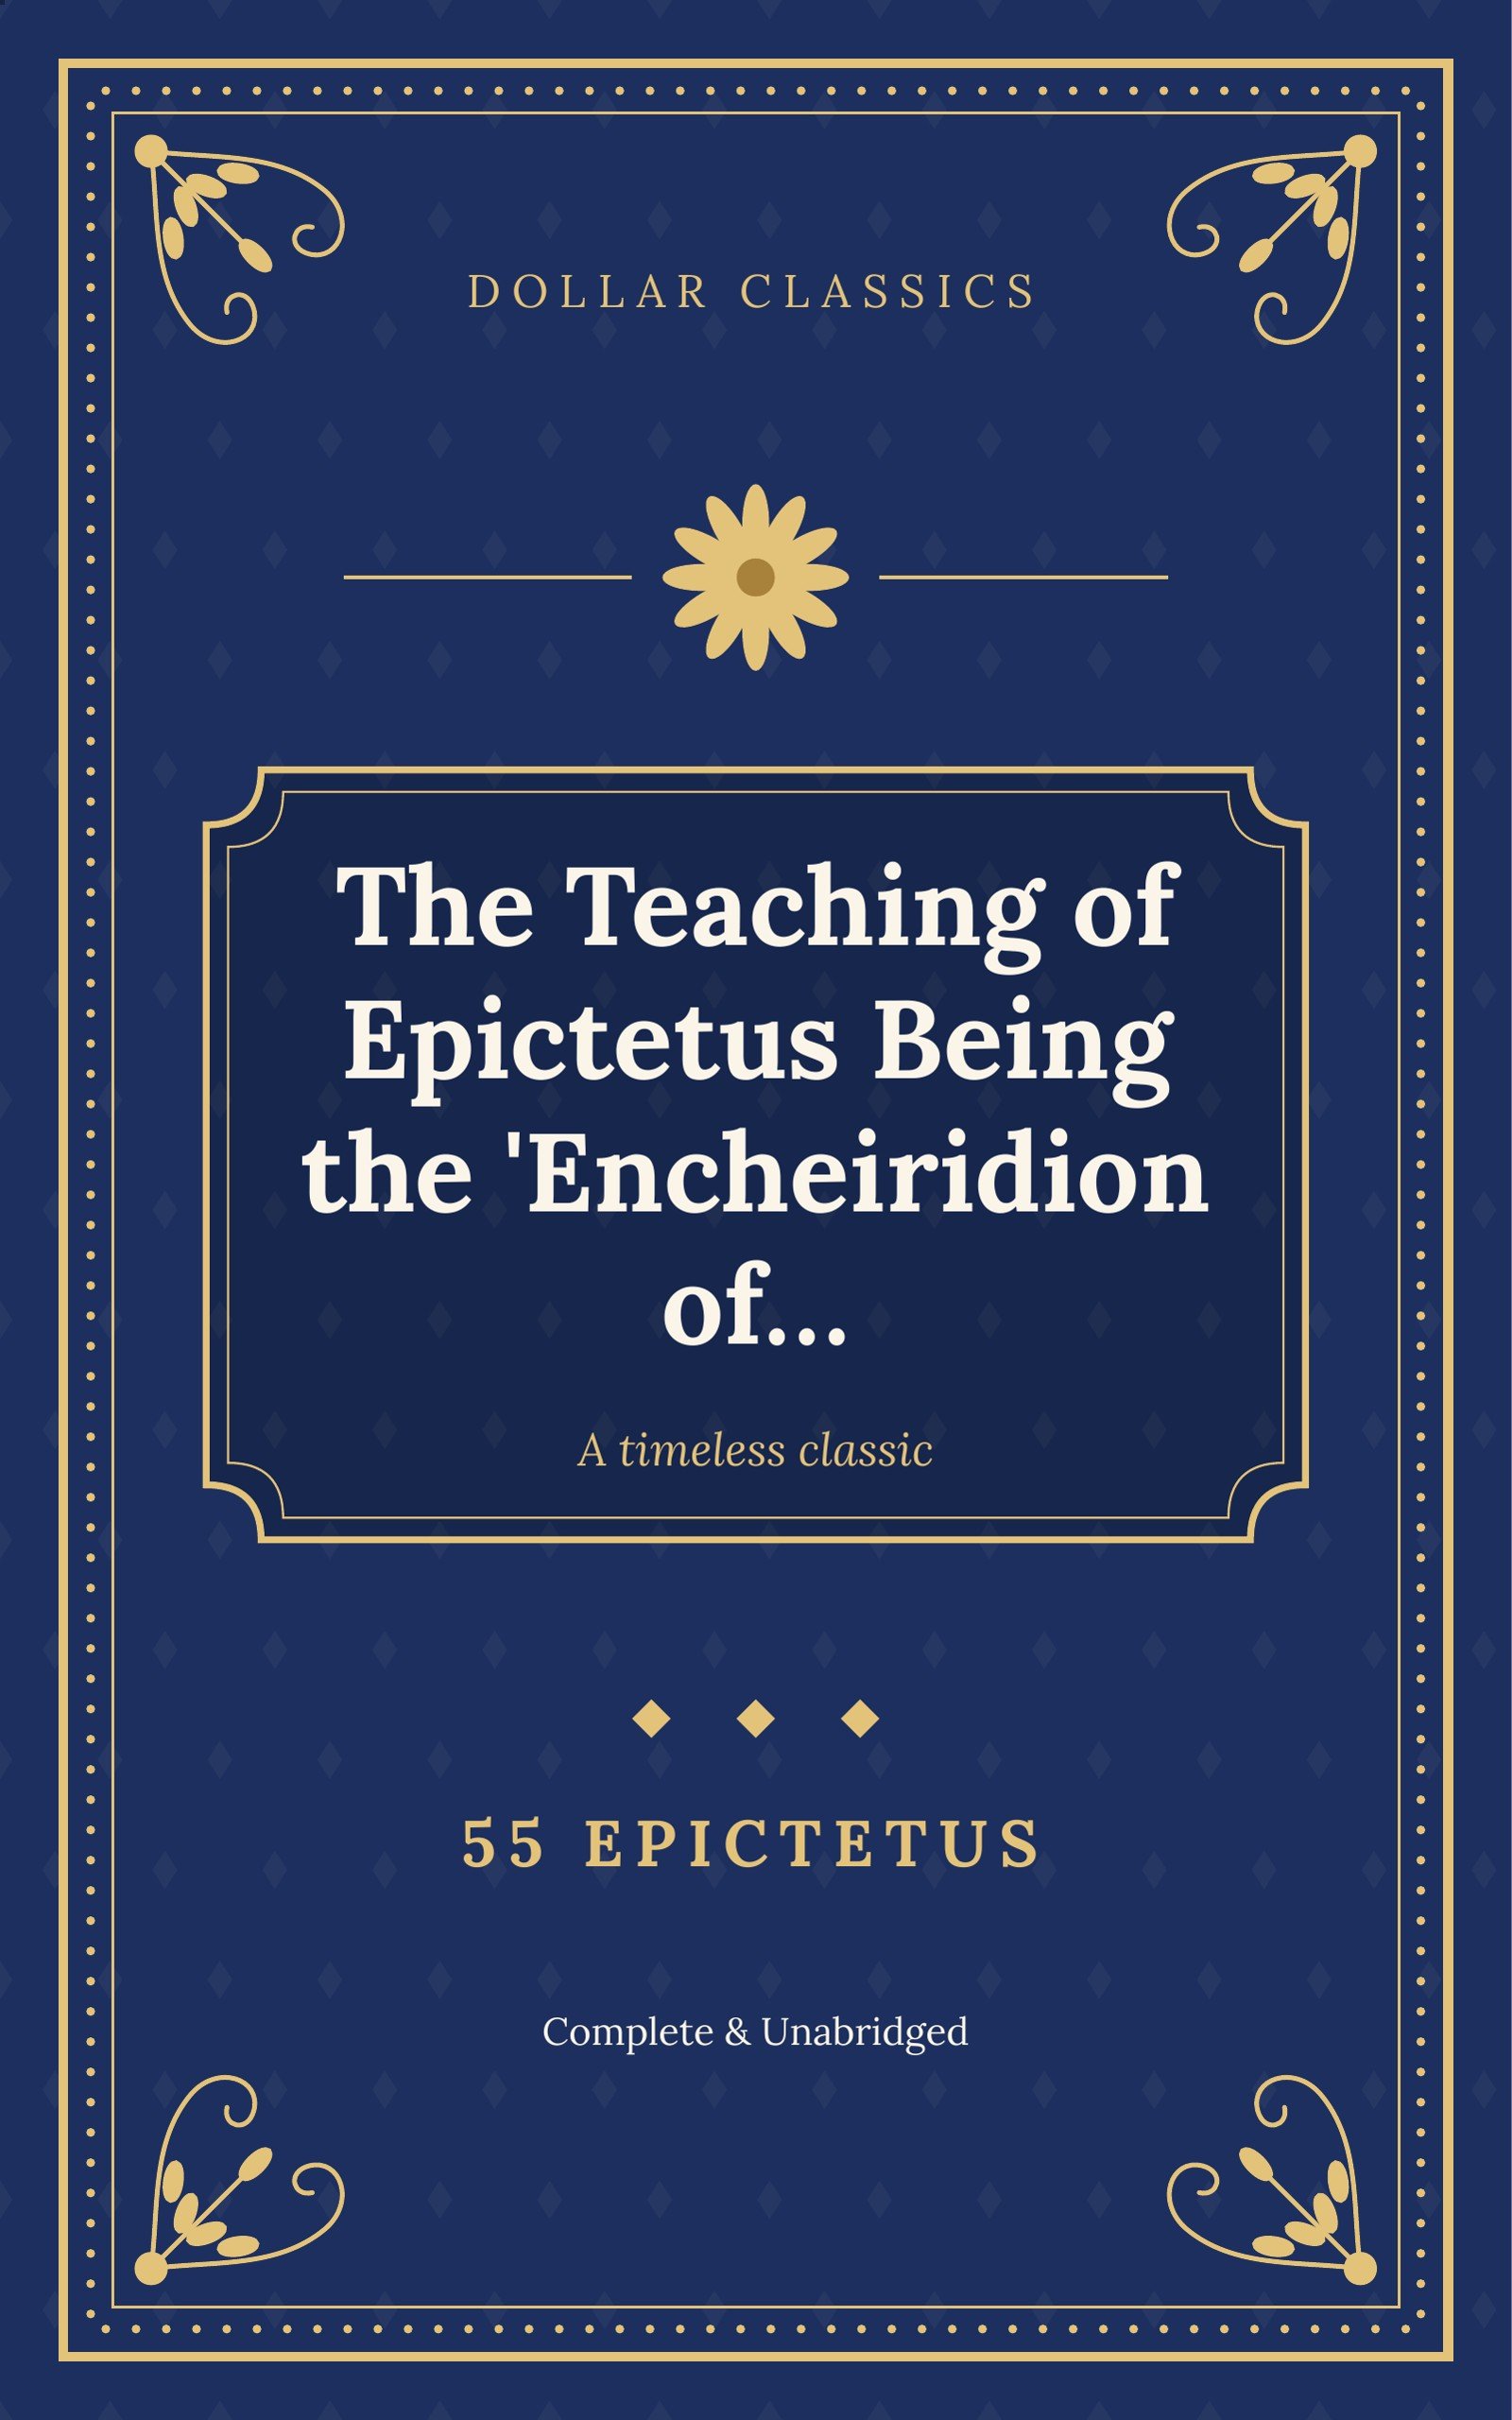 DOLLAR CLASSICS
The Teaching of
Epictetus Being
the 'Encheiridion
of...
A timeless classic
55 EPICTETUS
Complete & Unabridged